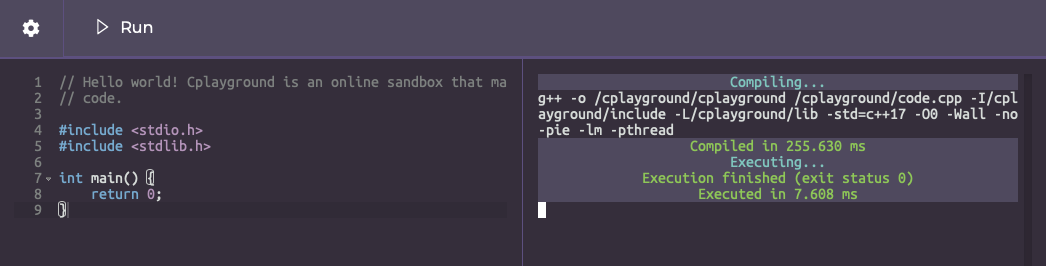 Run
1 // Hello world! Cplayground is an online sandbox that ma
2 // code.
3
4 #include <stdio.h>
5 #include <stdlib.h>
6
7 int main() {
8     return 0;
9 }
Compiling...
g++ -o /cplayground/cplayground /cplayground/code.cpp -I/cpl
ayground/include -L/cplayground/lib -std=c++17 -O0 -Wall -no
-pie -lm -pthread
Compiled in 255.630 ms
Executing...
Execution finished (exit status 0)
Executed in 7.608 ms